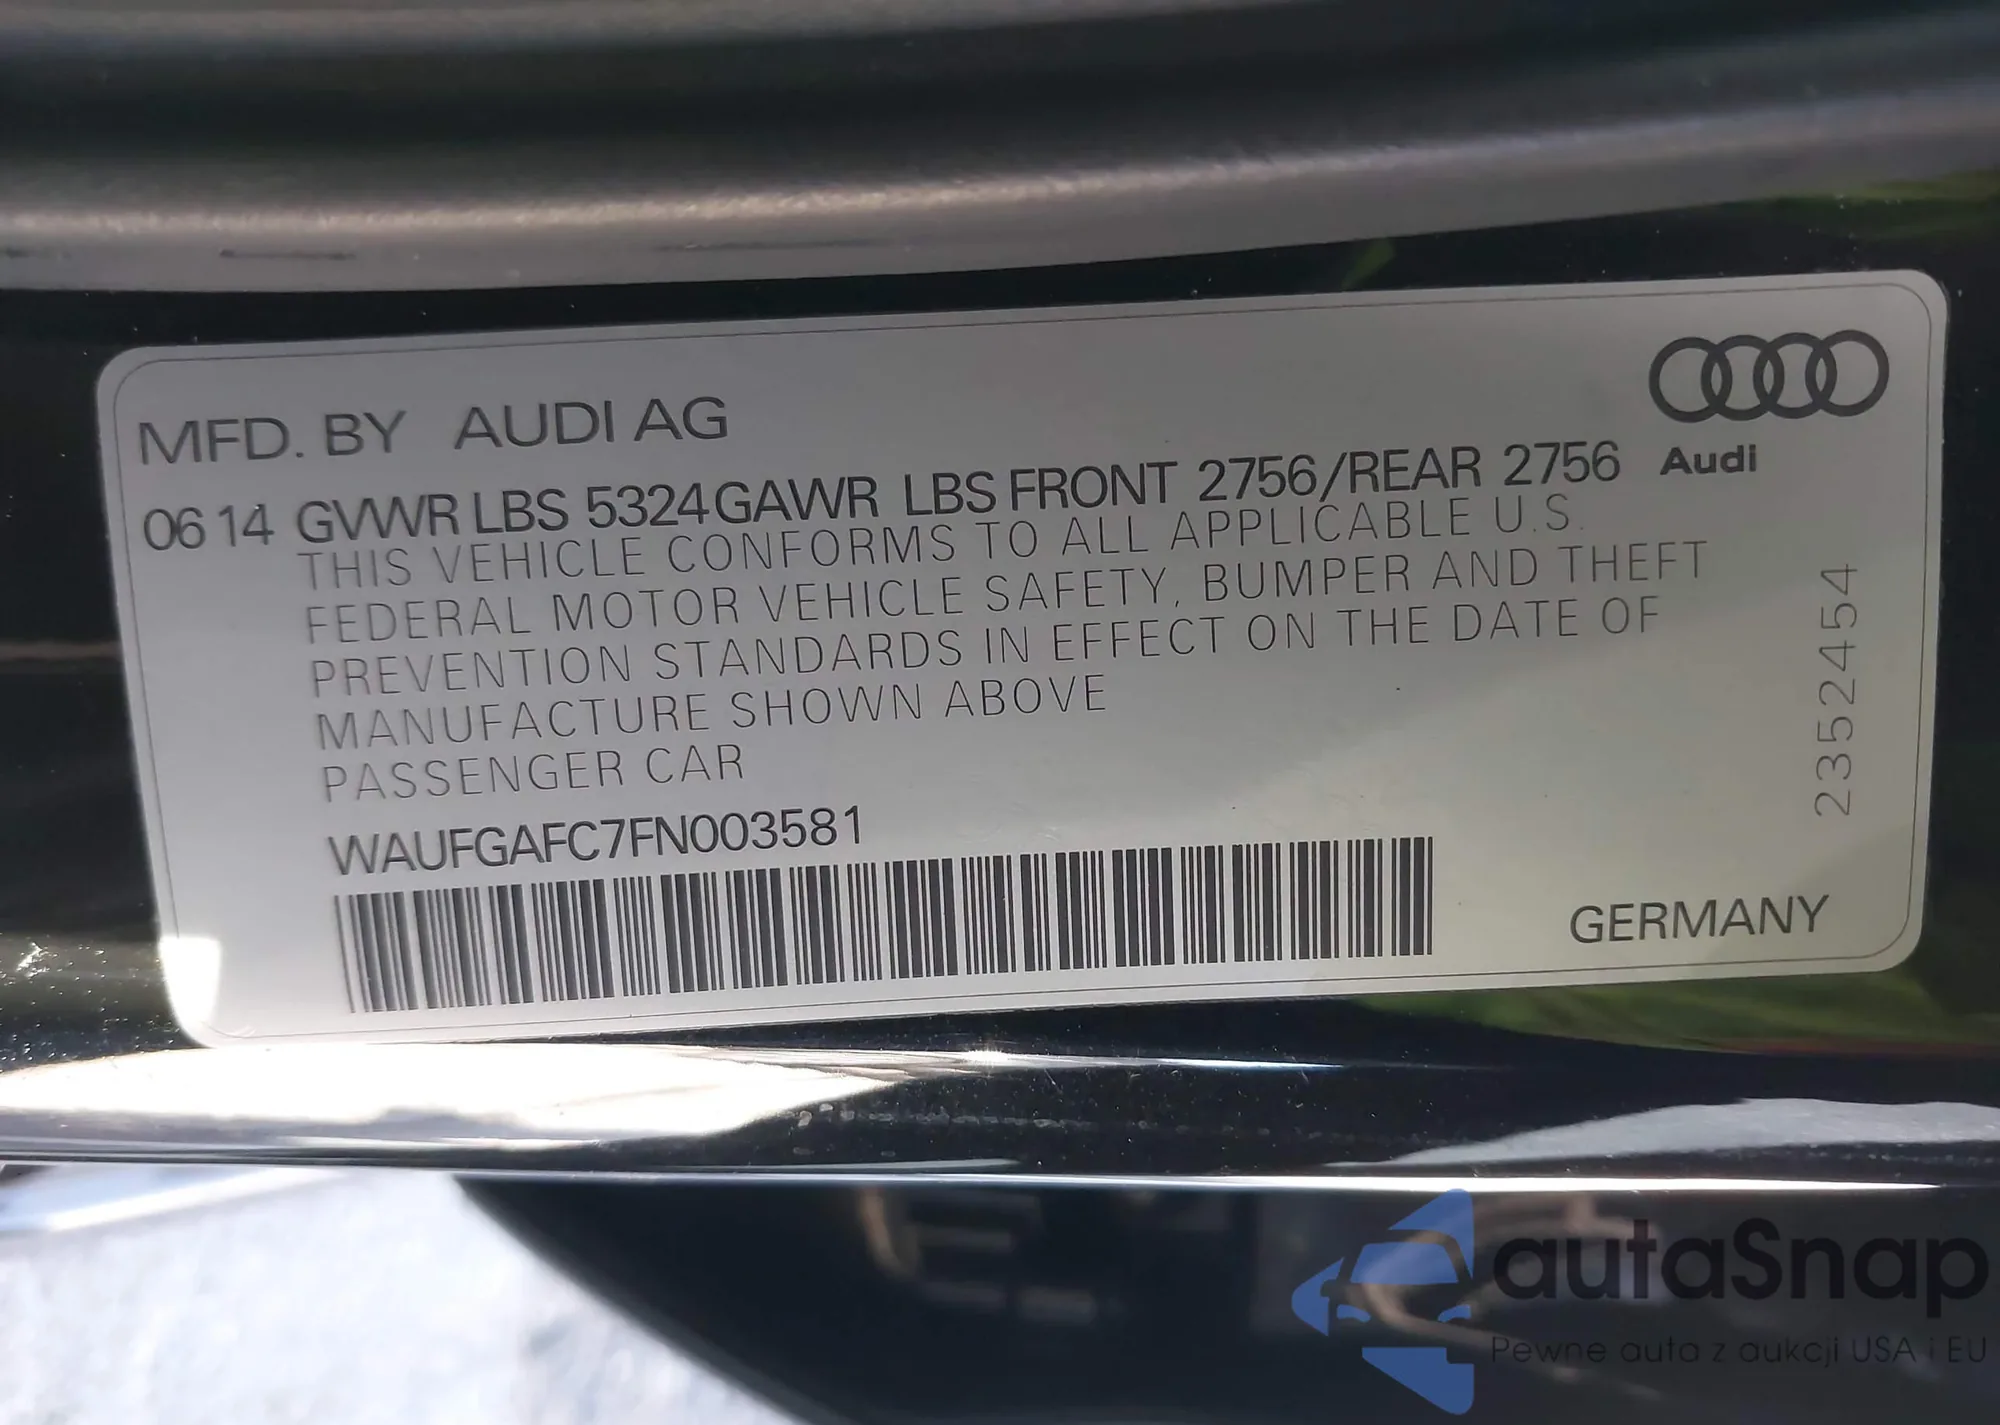 MFD. BY AUDI AG
Audi
06 14 GVWR LBS 5324 GAWR LBS FRONT 2756/REAR 2756
THIS VEHICLE CONFORMS TO ALL APPLICABLE U.S.
FEDERAL MOTOR VEHICLE SAFETY, BUMPER AND THEFT
PREVENTION STANDARDS IN EFFECT ON THE DATE OF
MANUFACTURE SHOWN ABOVE
PASSENGER CAR
WAUFGAFC7FN003581
GERMANY
2352454
autaSnap
Pewne auta z aukcji USA i EU